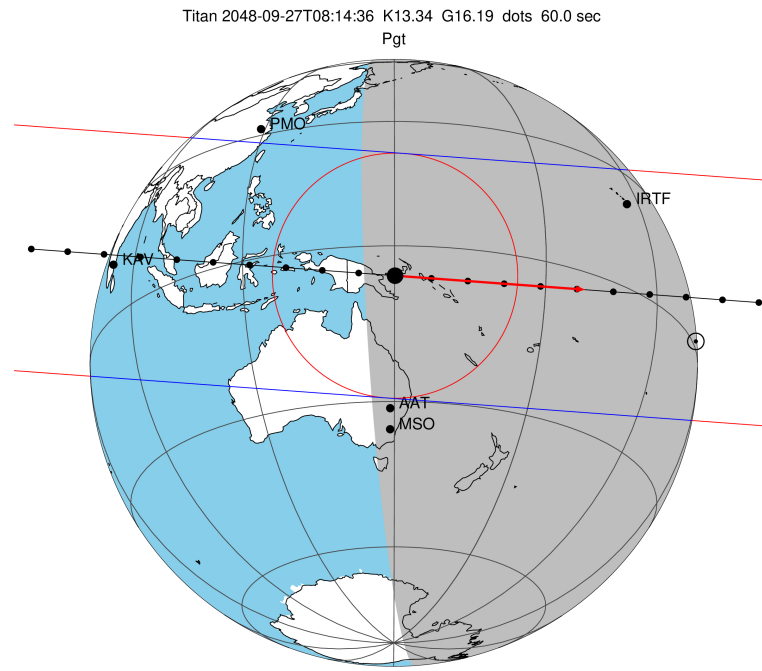 Titan 2048-09-27T08:14:36 K13.34 G16.19 dots 60.0 sec
Pgt
PMO
IRTF
KAV
AAT
MSO